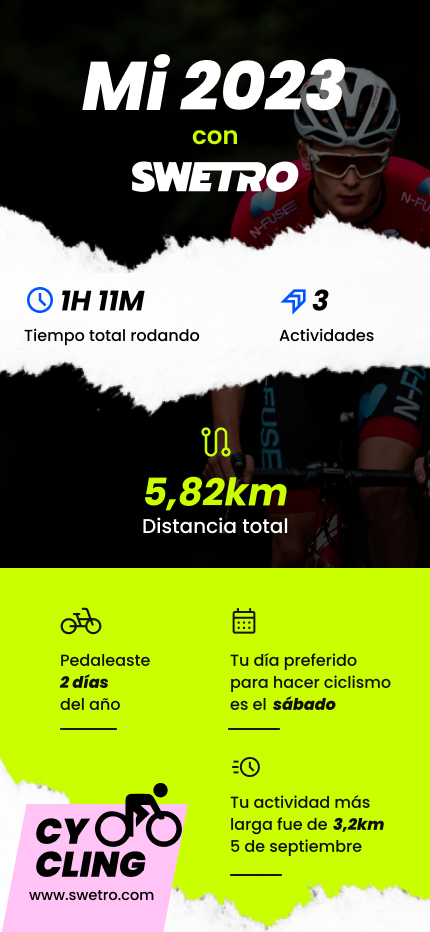 Mi 2023
con
SWETRO
1H 11M
Tiempo total rodando
3
Actividades
5,82km
Distancia total
Pedaleaste
2 días
del año
Tu día preferido
para hacer ciclismo
es el sábado
Tu actividad más
larga fue de 3,2km
5 de septiembre
CY
CLING
www.swetro.com
N-FUSE